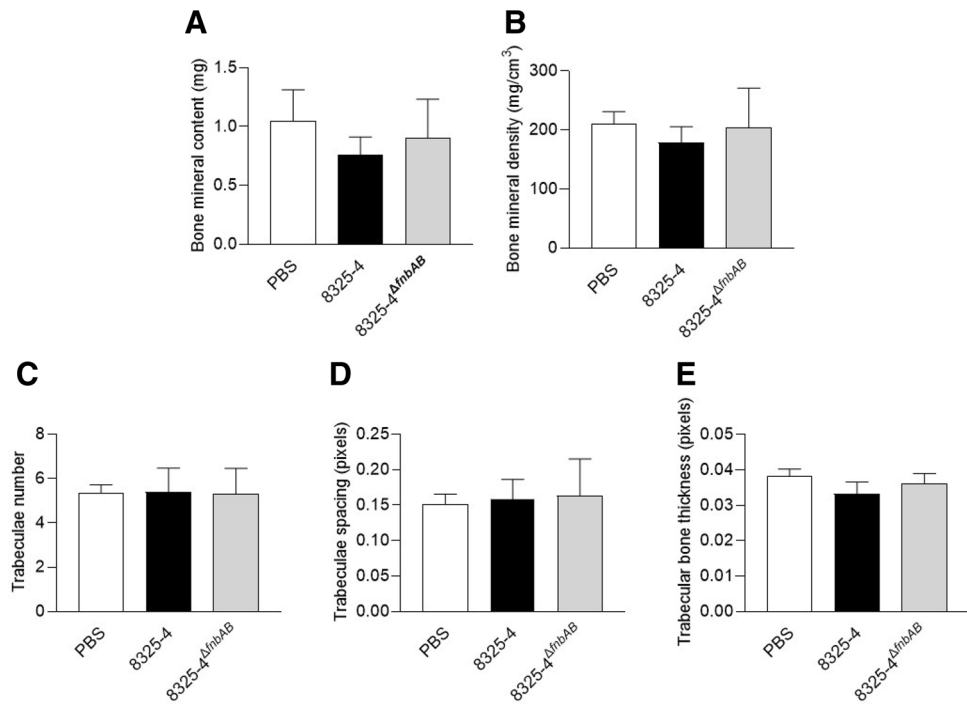 A
Bone mineral content (mg)
1.5
1.0
0.5
0.0
PBS
8325-4
8325-4ΔfnbAB
B
Bone mineral density (mg/cm³)
300
200
100
0
PBS
8325-4
8325-4ΔfnbAB
C
Trabeculae number
8
6
4
2
0
PBS
8325-4
8325-4ΔfnbAB
D
Trabeculae spacing (pixels)
0.25
0.20
0.15
0.10
0.05
0.00
PBS
8325-4
8325-4ΔfnbAB
E
Trabecular bone thickness (pixels)
0.05
0.04
0.03
0.02
0.01
0.00
PBS
8325-4
8325-4ΔfnbAB